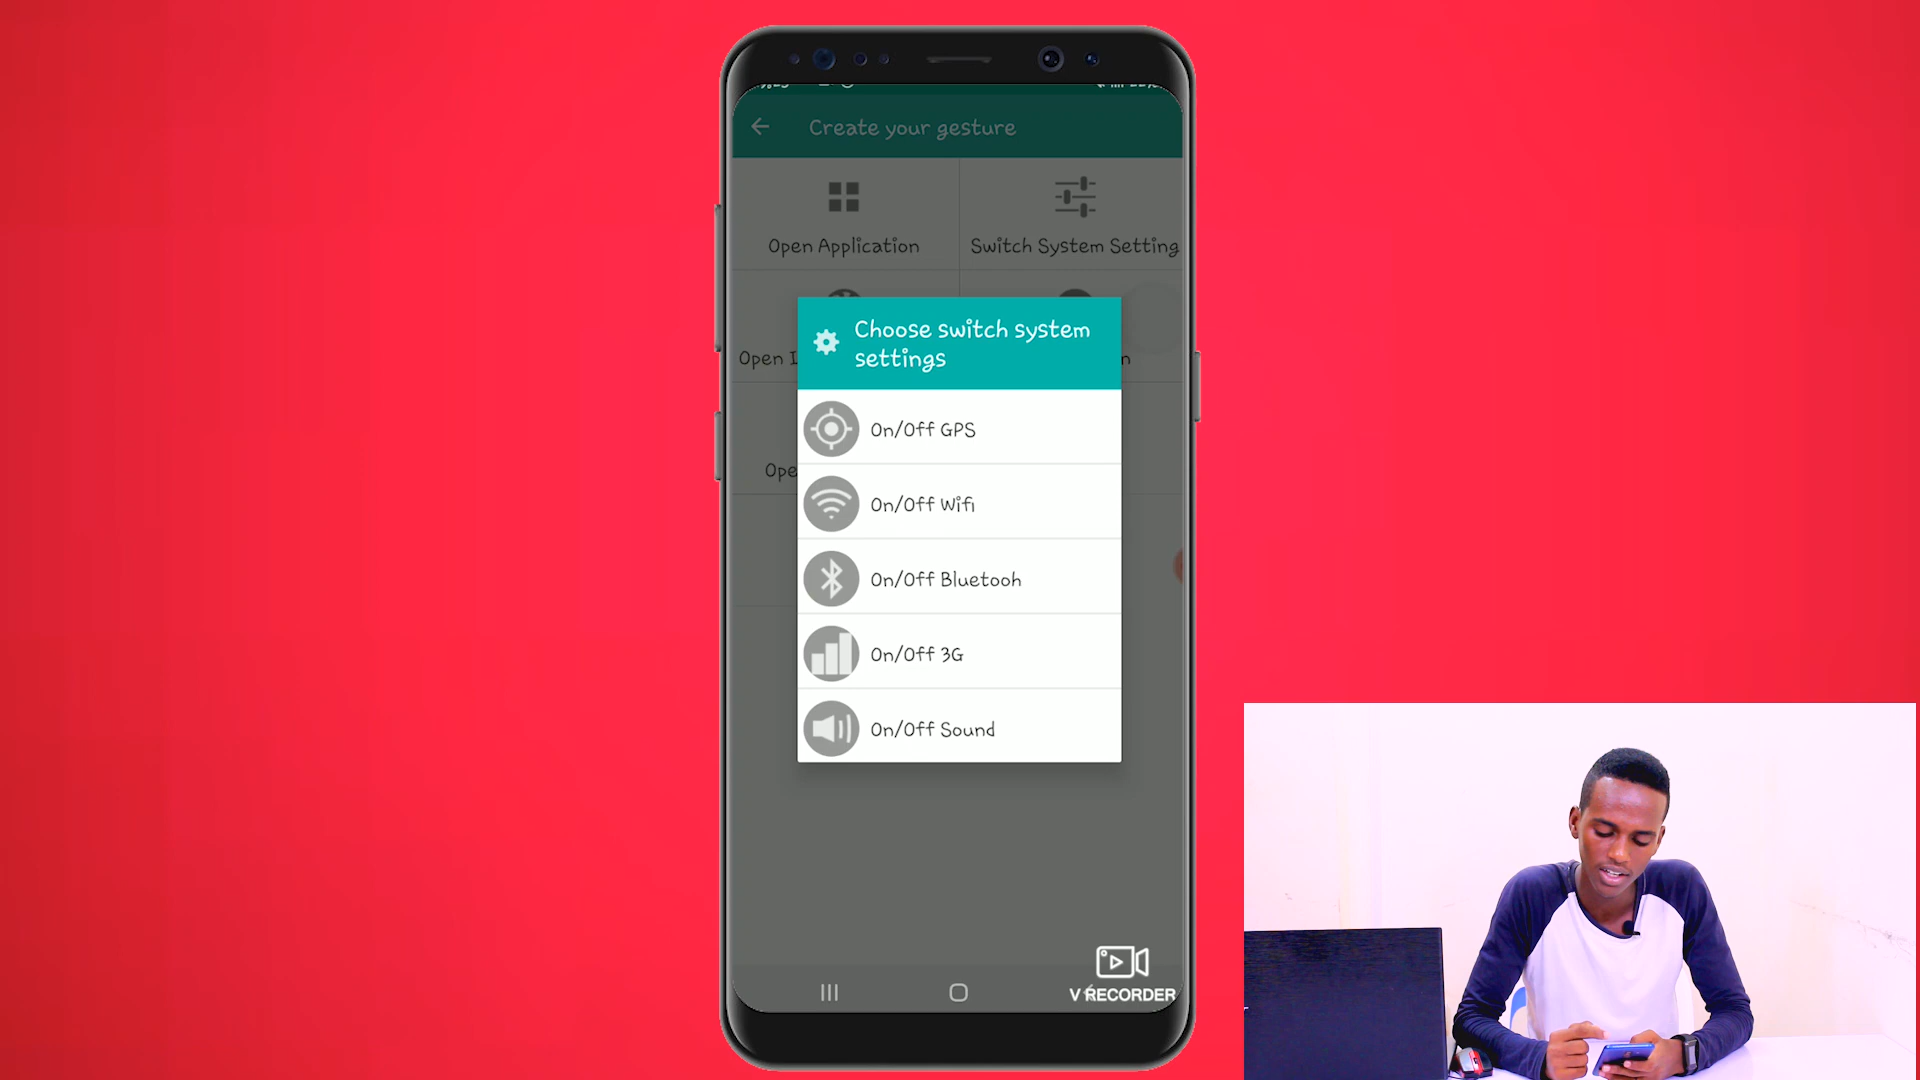 Create your gesture
Open Application
Switch System Setting
Choose switch system
settings
Open
On/Off GPS
On/Off Wifi
On/Off Bluetooh
On/Off 3G
On/Off Sound
V RECORDER